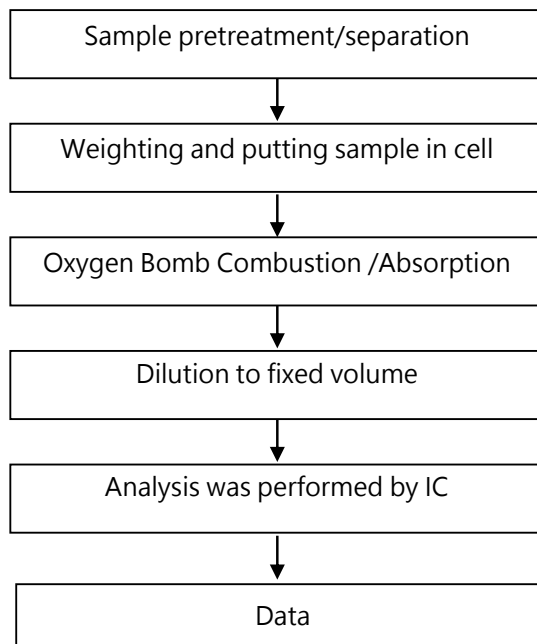 Sample pretreatment/separation
Weighting and putting sample in cell
Oxygen Bomb Combustion /Absorption
Dilution to fixed volume
Analysis was performed by IC
Data